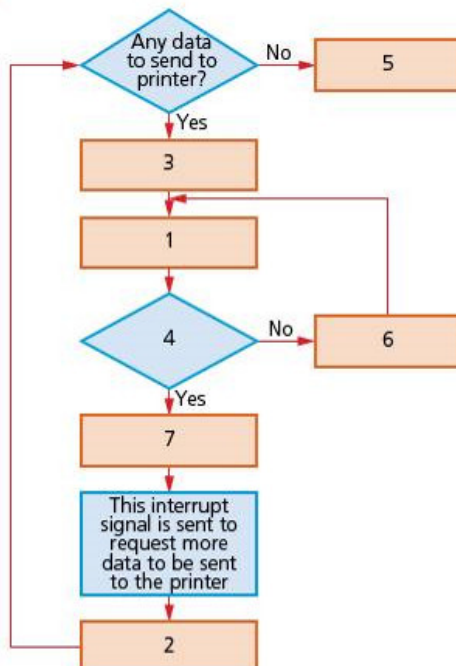 Any data
to send to
printer?
No
5
Yes
3
1
4
No
6
Yes
7
This interrupt
signal is sent to
request more
data to be sent
to the printer
2